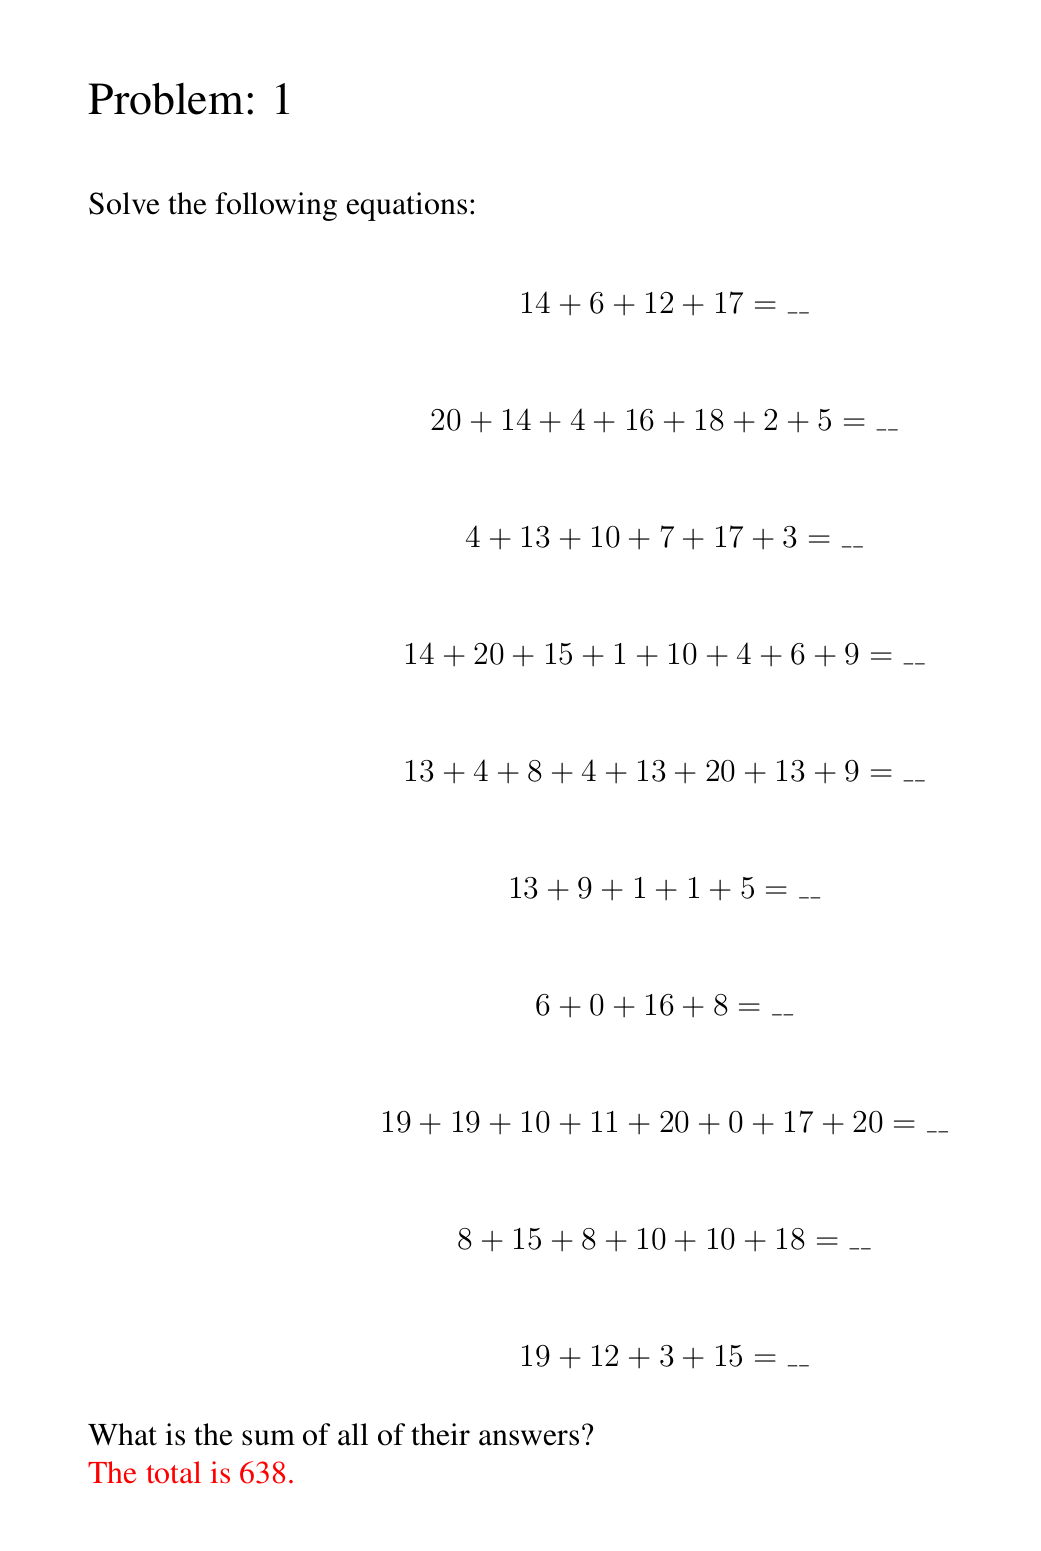 Problem: 1
Solve the following equations:
14 + 6 + 12 + 17 = __
20 + 14 + 4 + 16 + 18 + 2 + 5 = __
4 + 13 + 10 + 7 + 17 + 3 = __
14 + 20 + 15 + 1 + 10 + 4 + 6 + 9 = __
13 + 4 + 8 + 4 + 13 + 20 + 13 + 9 = __
13 + 9 + 1 + 1 + 5 = __
6 + 0 + 16 + 8 = __
19 + 19 + 10 + 11 + 20 + 0 + 17 + 20 = __
8 + 15 + 8 + 10 + 10 + 18 = __
19 + 12 + 3 + 15 = __
What is the sum of all of their answers?
The total is 638.